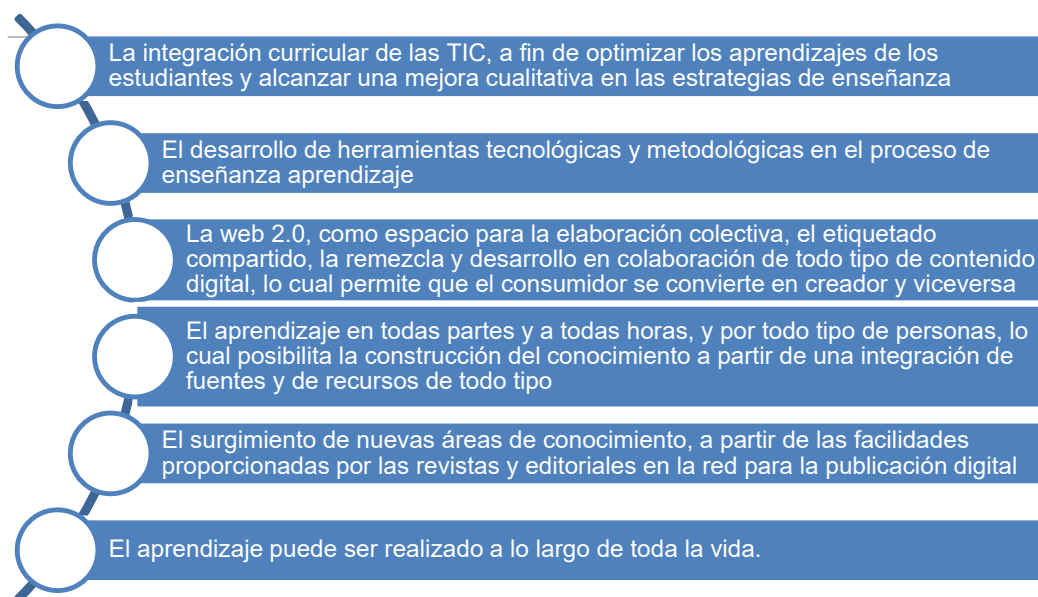 La integración curricular de las TIC, a fin de optimizar los aprendizajes de los
estudiantes y alcanzar una mejora cualitativa en las estrategias de enseñanza
El desarrollo de herramientas tecnológicas y metodológicas en el proceso de
enseñanza aprendizaje
La web 2.0, como espacio para la elaboración colectiva, el etiquetado
compartido, la remezcla y desarrollo en colaboración de todo tipo de contenido
digital, lo cual permite que el consumidor se convierte en creador y viceversa
El aprendizaje en todas partes y a todas horas, y por todo tipo de personas, lo
cual posibilita la construcción del conocimiento a partir de una integración de
fuentes y de recursos de todo tipo
El surgimiento de nuevas áreas de conocimiento, a partir de las facilidades
proporcionadas por las revistas y editoriales en la red para la publicación digital
El aprendizaje puede ser realizado a lo largo de toda la vida.